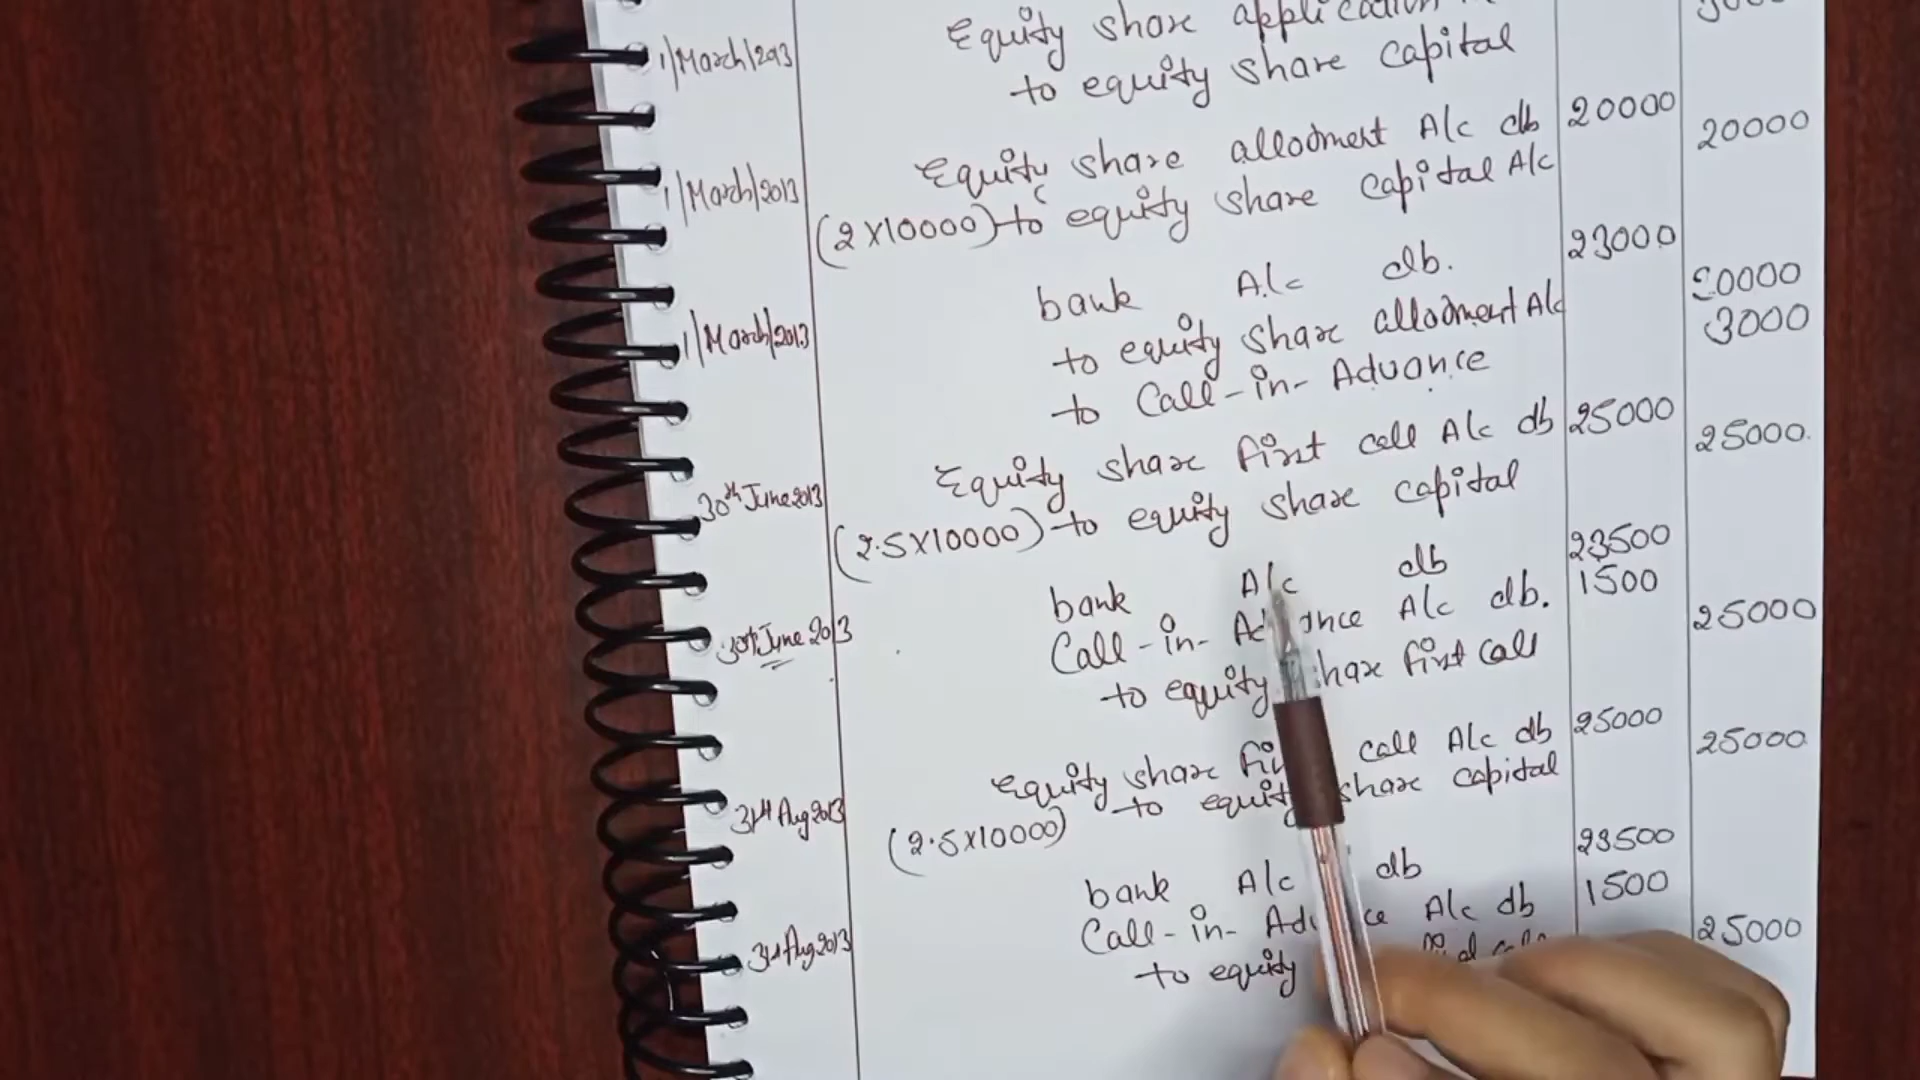 Equity share application
1/March/2013 to equity share capital
Equity share allotment A/c db 20000
1/March/2013 (2x10000) to equity share capital A/c 20000
bank A/c db. 23000
1/March/2013 to equity share allotment A/c 20000
to Call-in-Advance 3000
Equity share first call A/c db 25000
30th June 2013 (2.5x10000) to equity share capital 25000.
bank A/c db 23500
30th June 2013 Call-in- A/c db. 1500
to equity first call 25000
Equity share call A/c db 25000
31st Aug 2013 (2.5x10000) to share capital 25000
bank A/c db 23500
31st Aug 2013 Call-in- A/c db 1500
to equity 25000